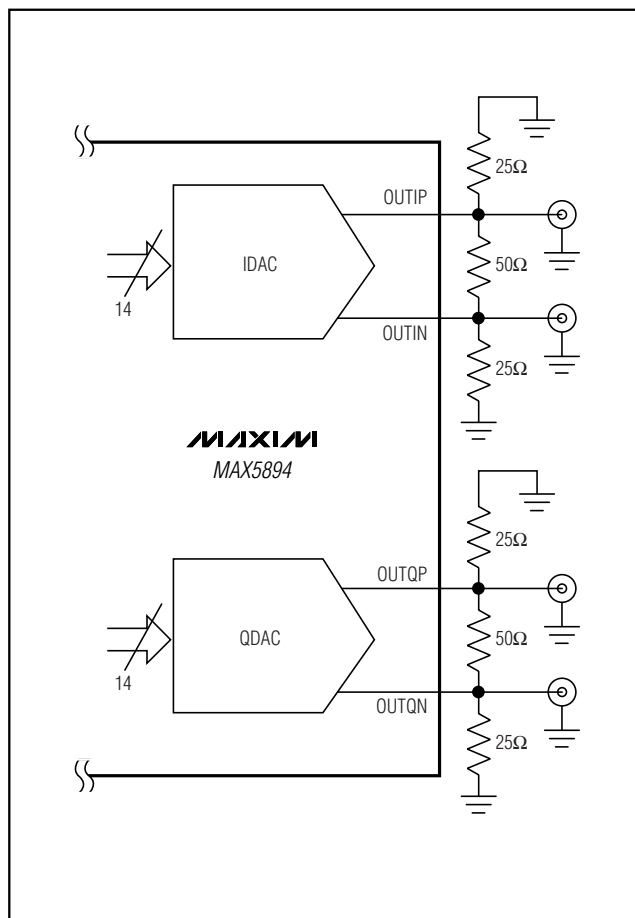 25Ω
OUTIP
IDAC
50Ω
14
OUTIN
25Ω
MAXIM
MAX5894
25Ω
OUTQP
QDAC
50Ω
14
OUTQN
25Ω